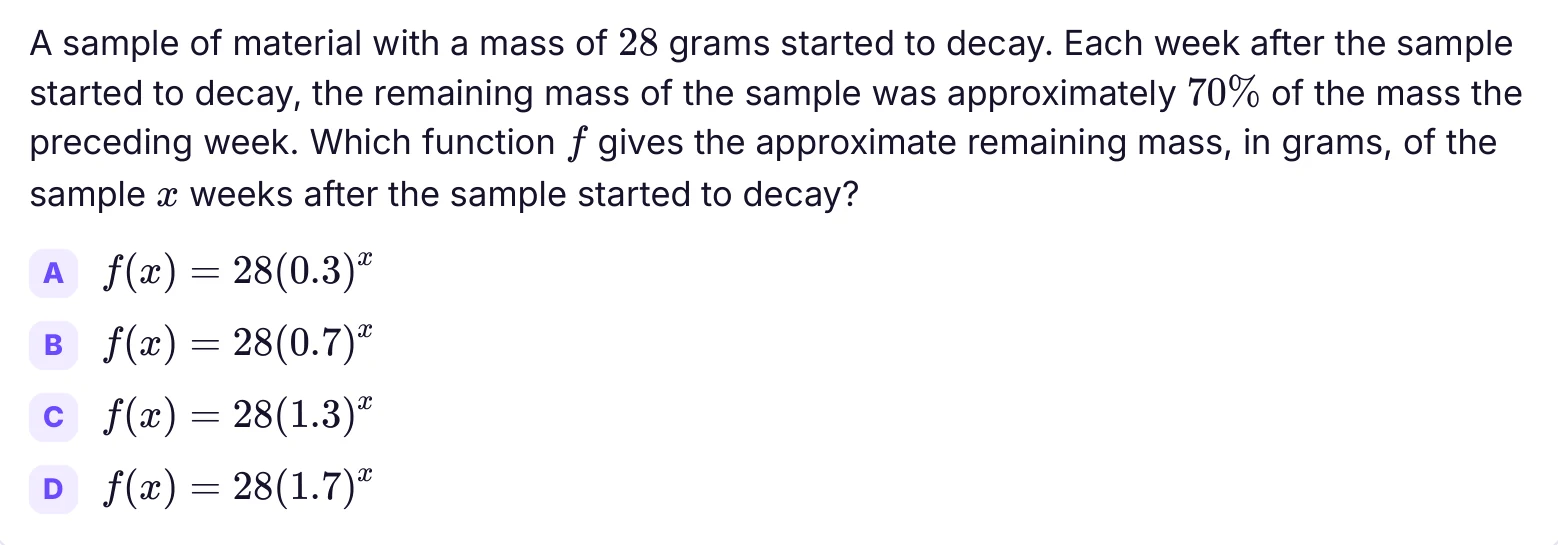 A sample of material with a mass of 28 grams started to decay. Each week after the sample
started to decay, the remaining mass of the sample was approximately 70% of the mass the
preceding week. Which function f gives the approximate remaining mass, in grams, of the
sample x weeks after the sample started to decay?
A f(x) = 28(0.3)^x
B f(x) = 28(0.7)^x
C f(x) = 28(1.3)^x
D f(x) = 28(1.7)^x